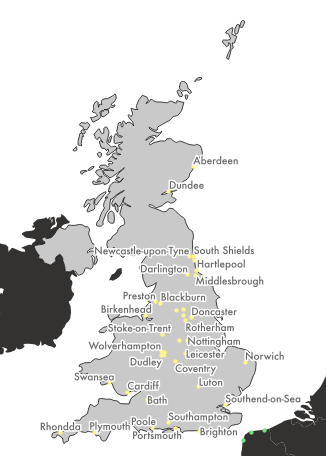 Aberdeen
Dundee
Newcastle-upon-Tyne South Shields
Hartlepool
Darlington
Middlesbrough
Preston Blackburn
Birkenhead Doncaster
Stoke-on-Trent Rotherham
Nottingham
Wolverhampton
Leicester Norwich
Dudley
Coventry
Swansea
Cardiff Luton
Bath Southend-on-Sea
Southampton
Rhondda Plymouth Poole
Portsmouth Brighton